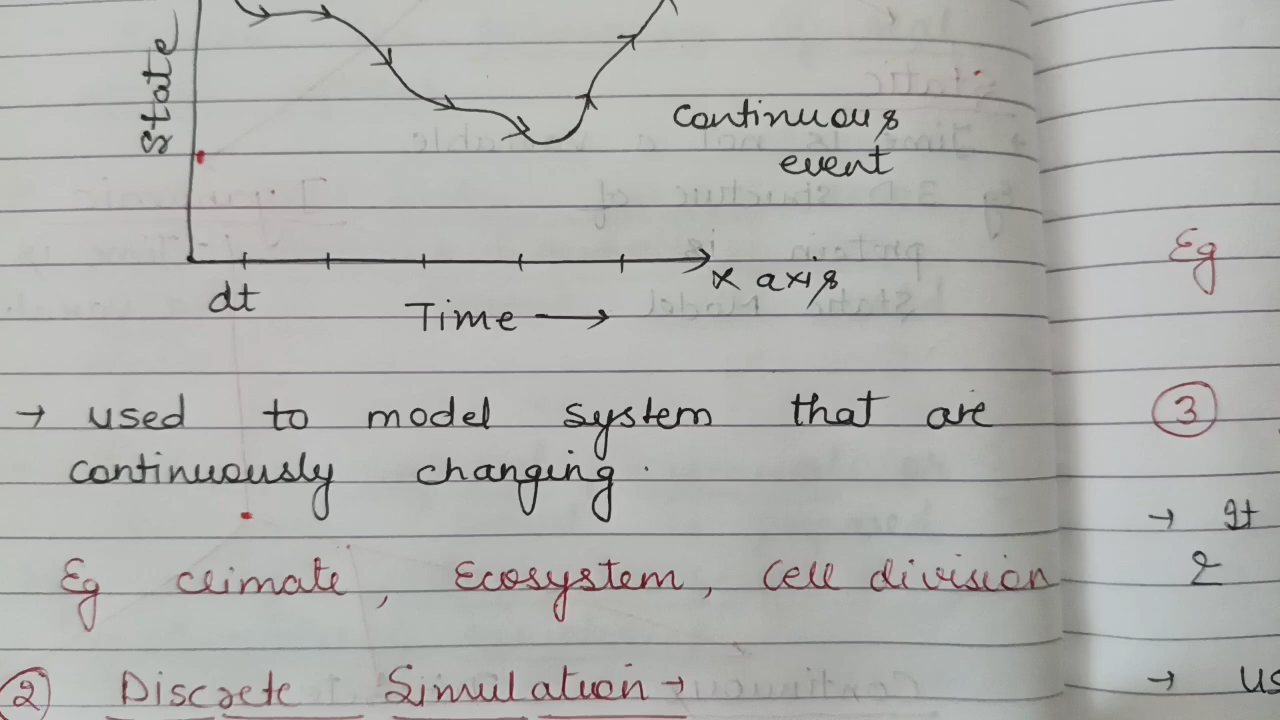 State
continuous
event
x axis
dt
Time →
→ used to model system that are
continuously changing.
Eg climate, Ecosystem, cell division
② Discrete Simulation →
Eg
③
→ It
&
→ us